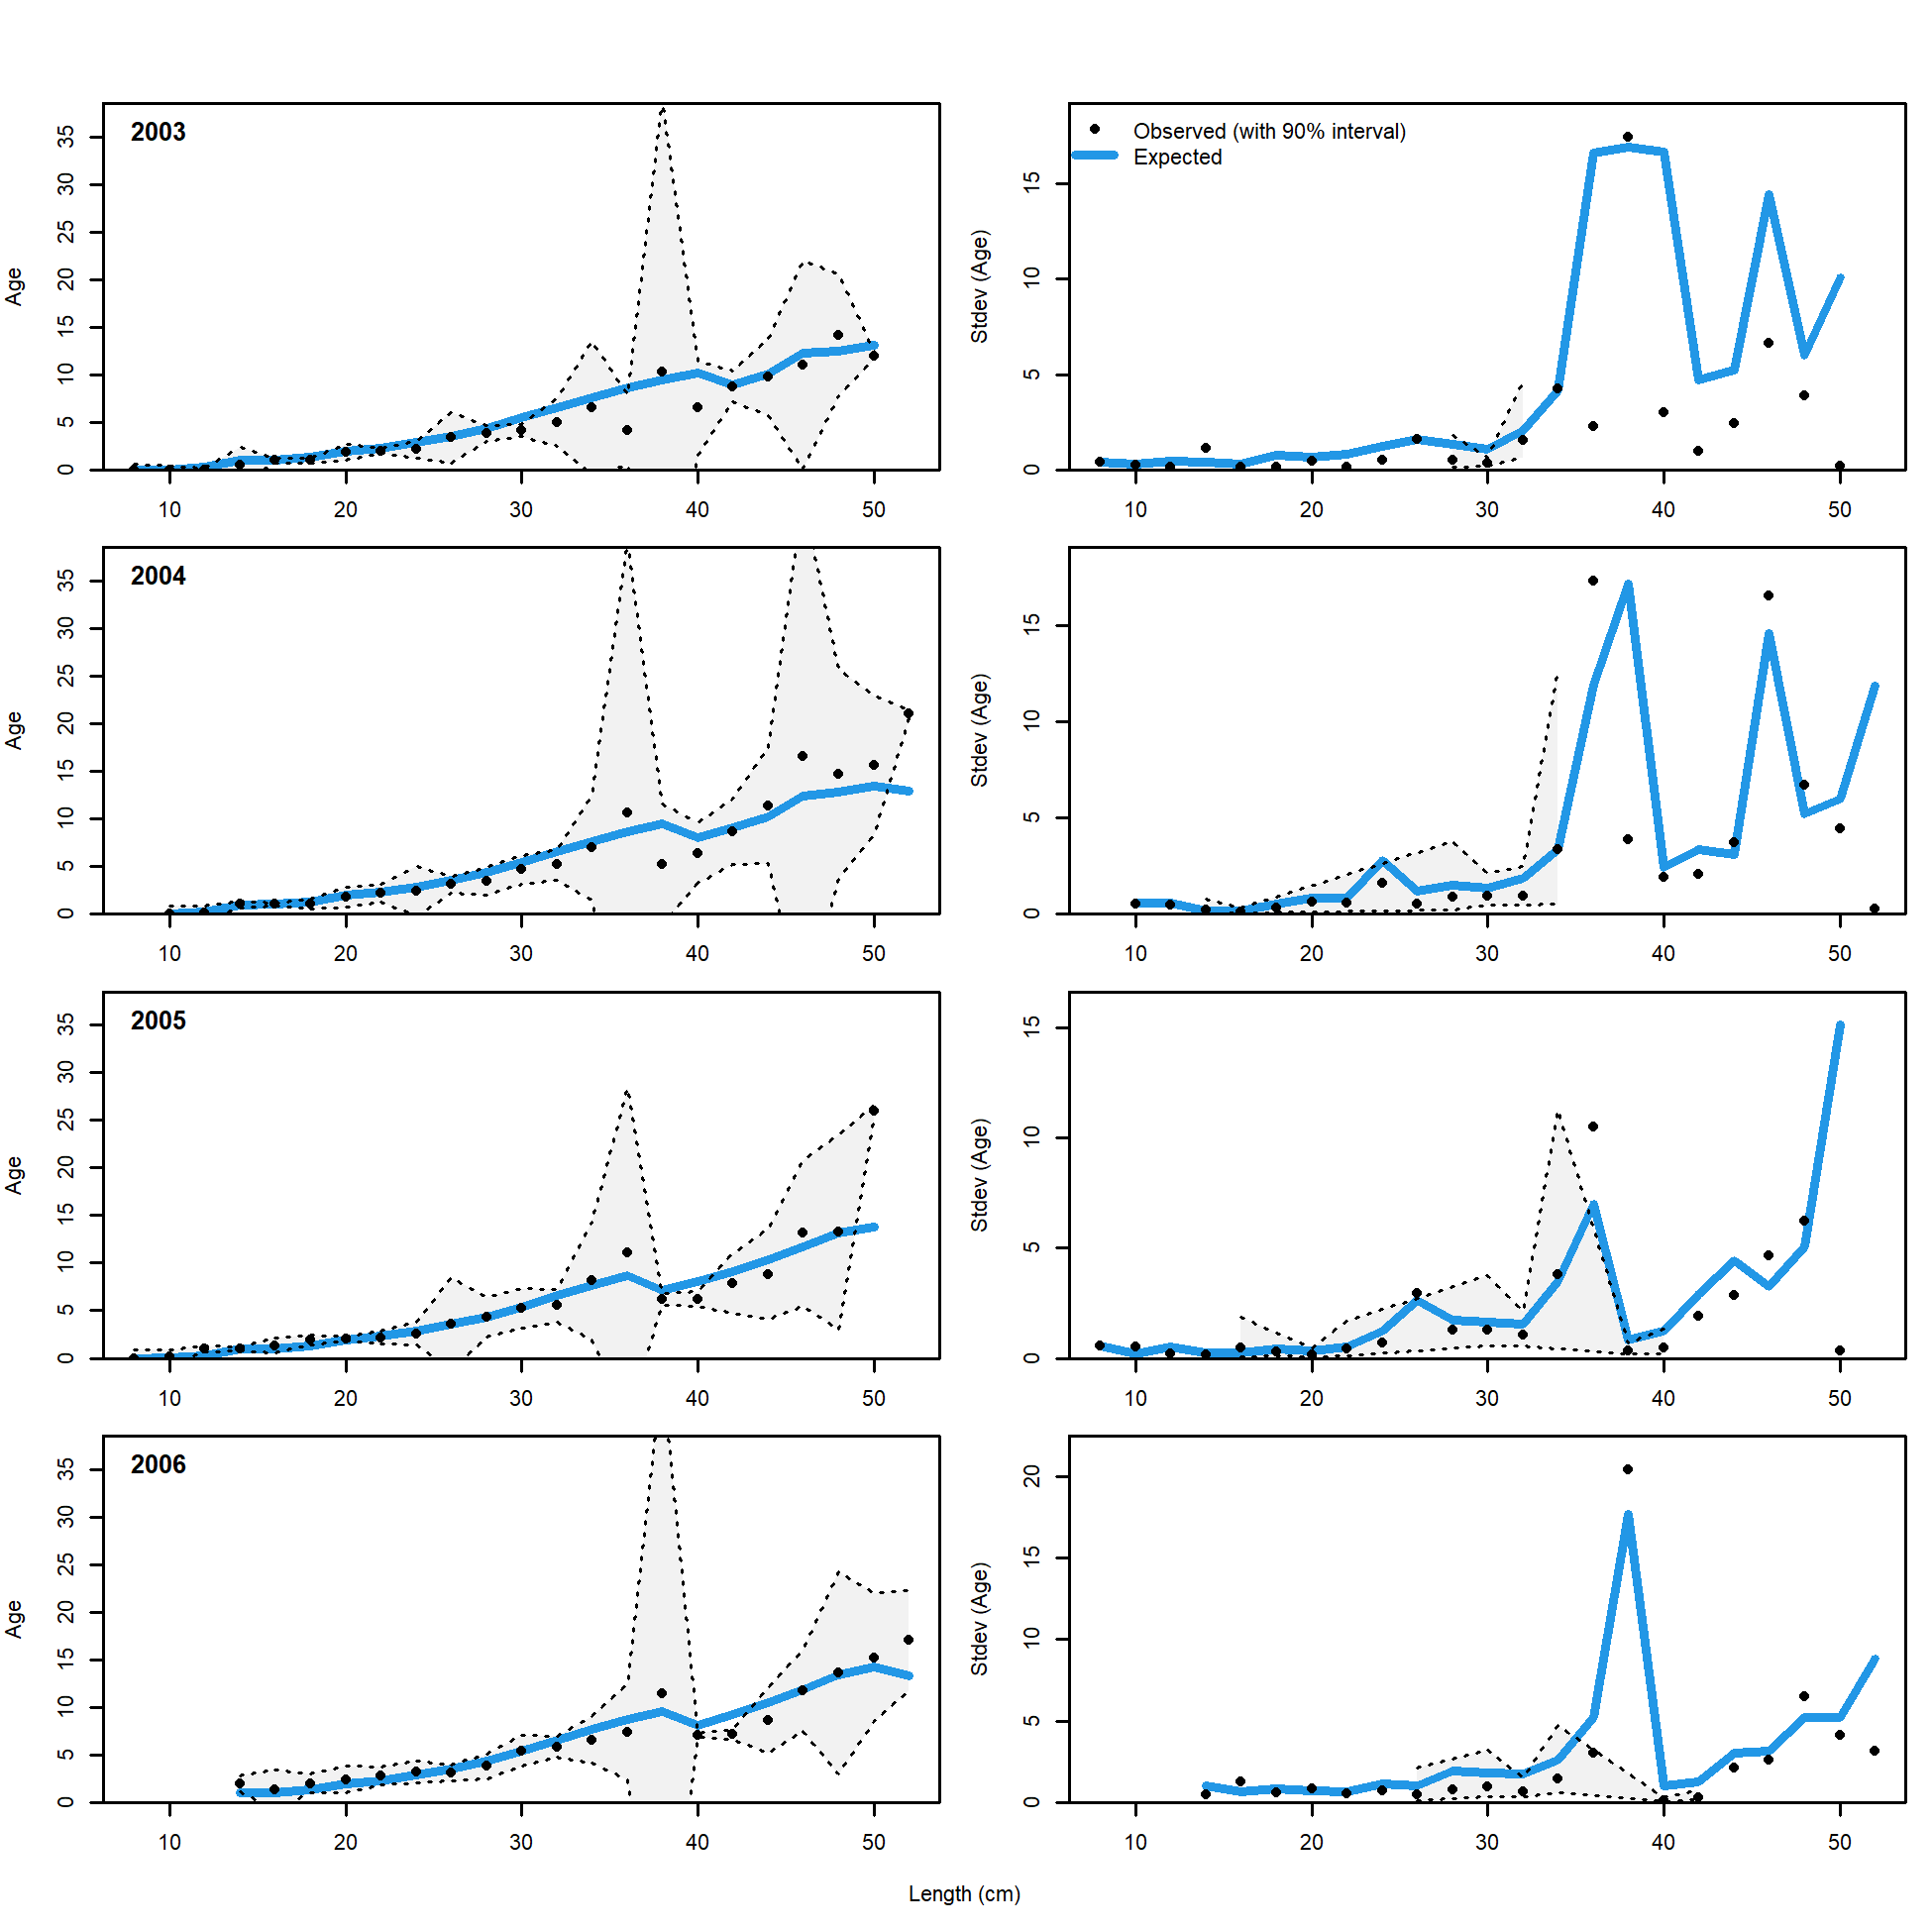 2003
Age
0 5 10 15 20 25 30 35
10 20 30 40 50
Observed (with 90% interval)
Expected
Stdev (Age)
0 5 10 15
10 20 30 40 50
2004
Age
0 5 10 15 20 25 30 35
10 20 30 40 50
Stdev (Age)
0 5 10 15
10 20 30 40 50
2005
Age
0 5 10 15 20 25 30 35
10 20 30 40 50
Stdev (Age)
0 5 10 15
10 20 30 40 50
2006
Age
0 5 10 15 20 25 30 35
10 20 30 40 50
Stdev (Age)
0 5 10 15 20
10 20 30 40 50
Length (cm)